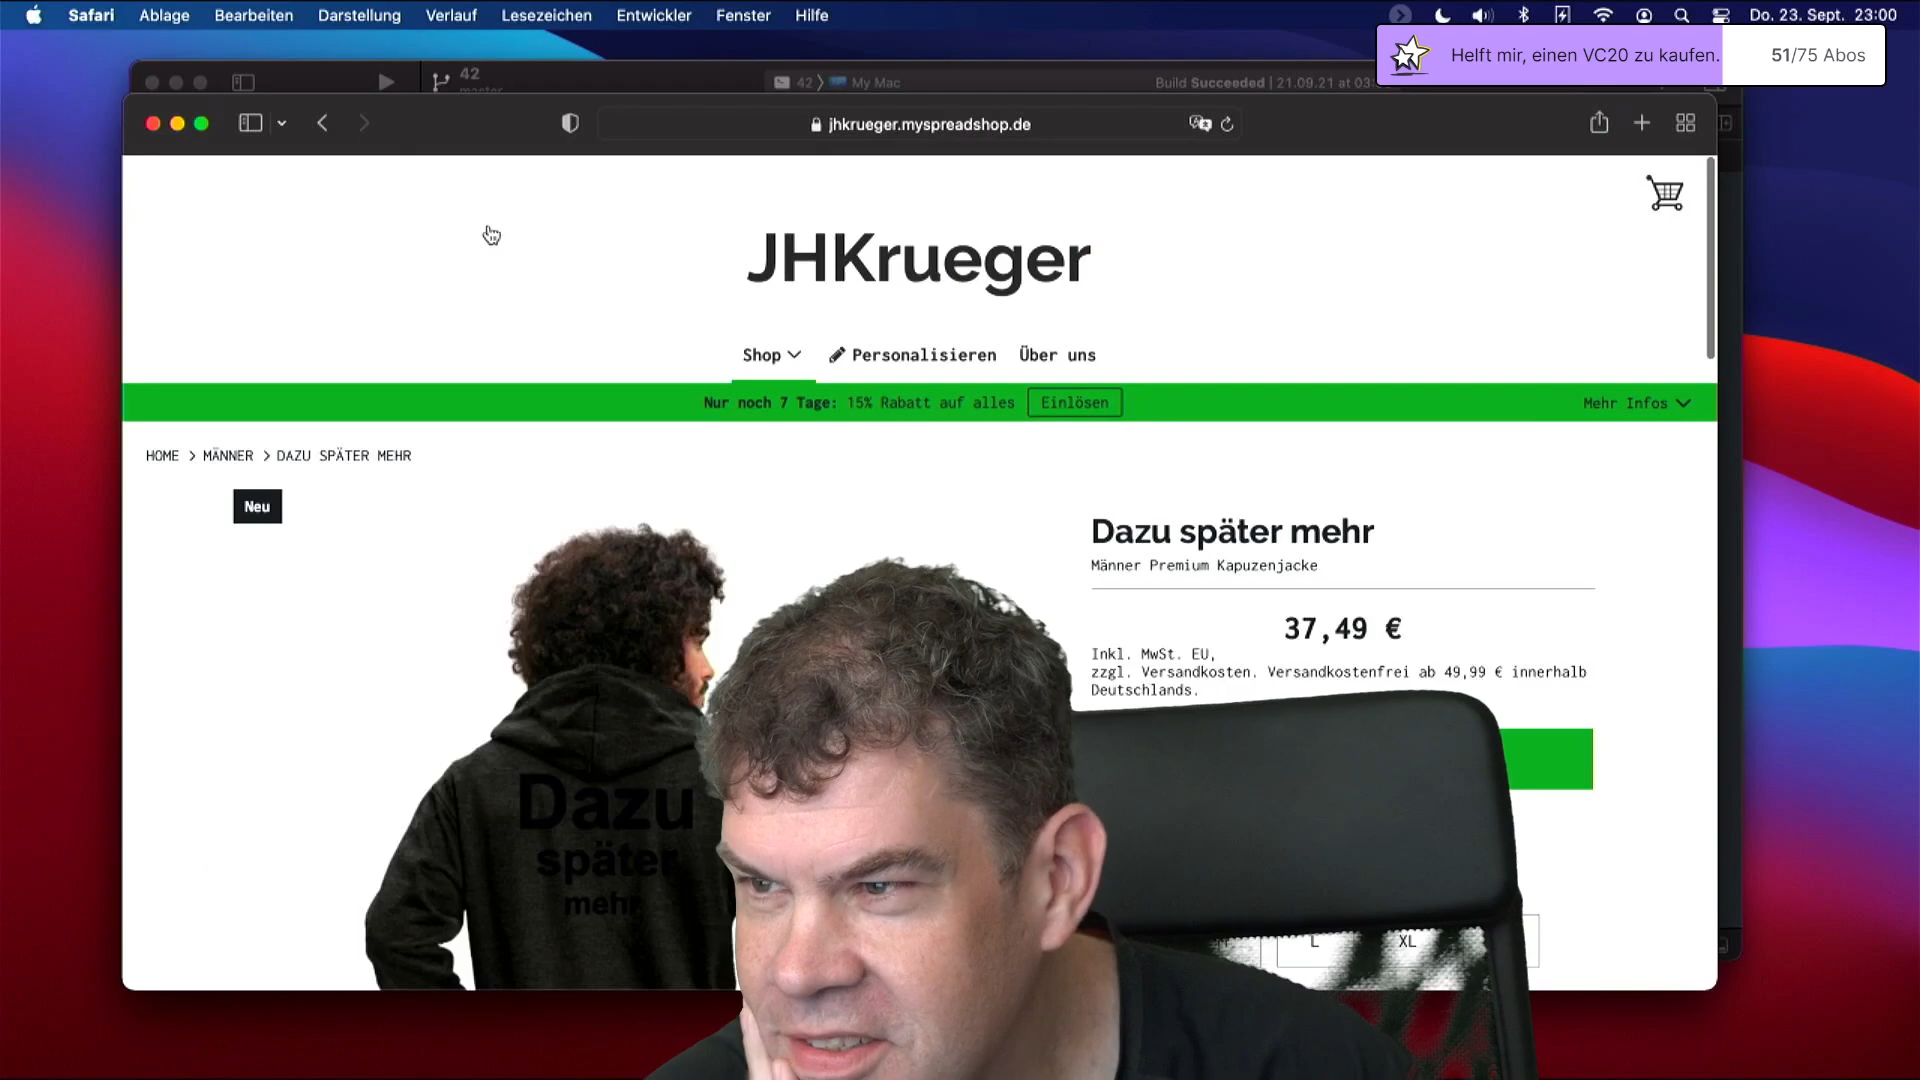 Safari Ablage Bearbeiten Darstellung Verlauf Lesezeichen Entwickler Fenster Hilfe Do. 23. Sept. 23:00
Helft mir, einen VC20 zu kaufen. 51/75 Abos
42 42 My Mac Build Succeeded | 21.09.21 at
master
jhkrueger.myspreadshop.de
JHKrueger
Shop Personalisieren Über uns
Nur noch 7 Tage: 15% Rabatt auf alles Einlösen Mehr Infos
HOME > MÄNNER > DAZU SPÄTER MEHR
Neu
Dazu später mehr
Männer Premium Kapuzenjacke
37,49 €
Inkl. MwSt. EU,
zzgl. Versandkosten. Versandkostenfrei ab 49,99 € innerhalb
Deutschlands.
Dazu
später
mehr
L XL